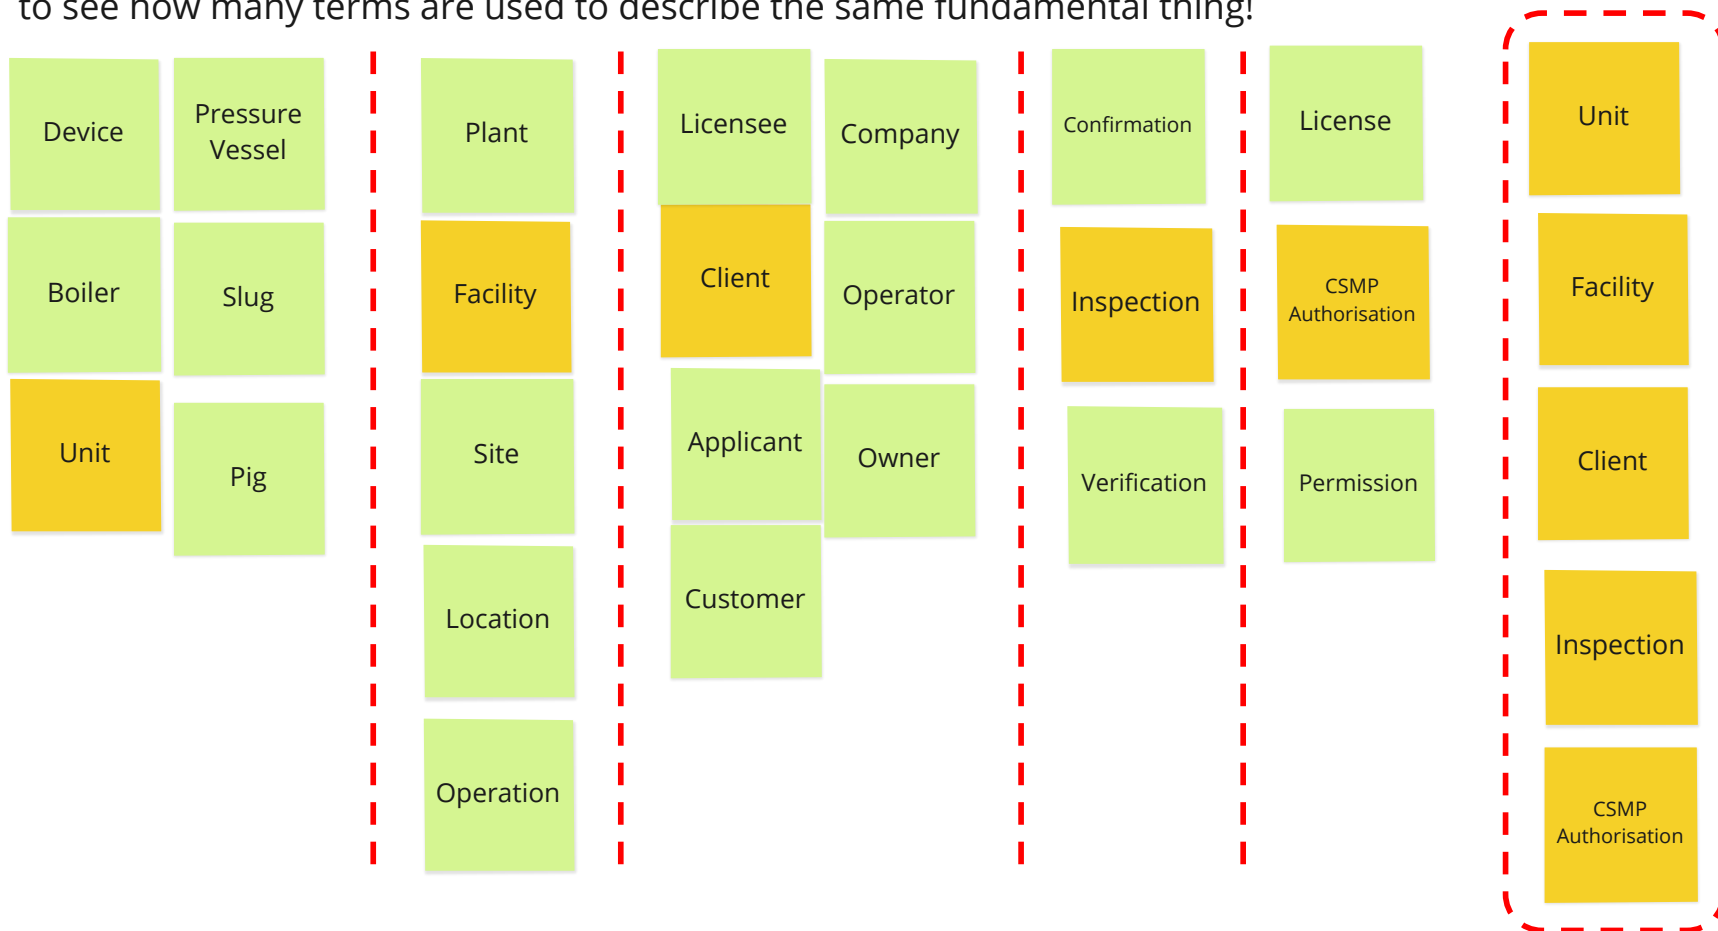 to see how many terms are used to describe the same fundamental thing!
Device
Pressure
Vessel
Boiler
Slug
Unit
Pig
Plant
Facility
Site
Location
Operation
Licensee
Company
Client
Operator
Applicant
Owner
Customer
Confirmation
Inspection
Verification
License
CSMP
Authorisation
Permission
Unit
Facility
Client
Inspection
CSMP
Authorisation